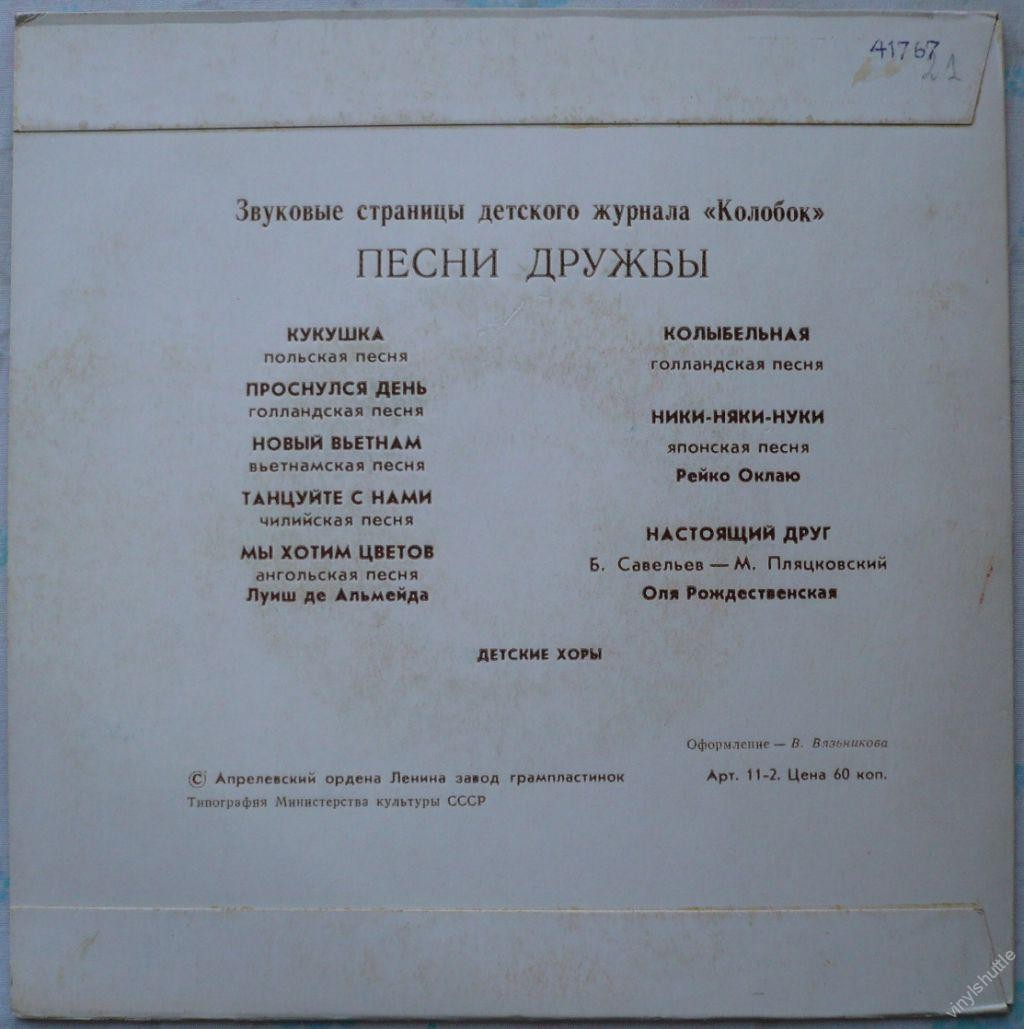 41767
21
Звуковые страницы детского журнала «Колобок»
ПЕСНИ ДРУЖБЫ
КУКУШКА
польская песня
ПРОСНУЛСЯ ДЕНЬ
голландская песня
НОВЫЙ ВЬЕТНАМ
вьетнамская песня
ТАНЦУЙТЕ С НАМИ
чилийская песня
МЫ ХОТИМ ЦВЕТОВ
ангольская песня
Луиш де Альмейда
КОЛЫБЕЛЬНАЯ
голландская песня
НИКИ-НЯКИ-НУКИ
японская песня
Рейко Оклаю
НАСТОЯЩИЙ ДРУГ
Б. Савельев — М. Пляцковский
Оля Рождественская
ДЕТСКИЕ ХОРЫ
Оформление — В. Вязьникова
© Апрелевский ордена Ленина завод грампластинок
Арт. 11-2. Цена 60 коп.
Типография Министерства культуры СССР
vinylshuttle